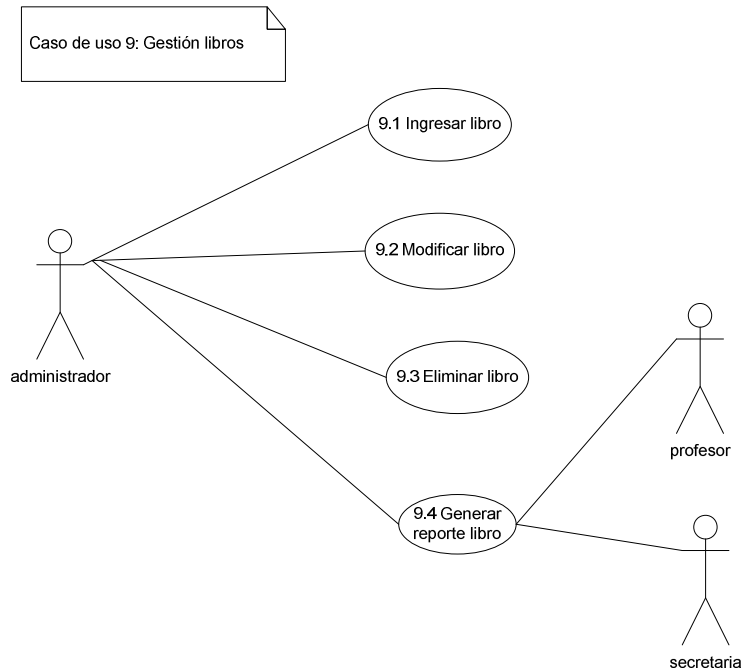 Caso de uso 9: Gestión libros
9.1 Ingresar libro
9.2 Modificar libro
administrador
9.3 Eliminar libro
profesor
9.4 Generar
reporte libro
secretaria